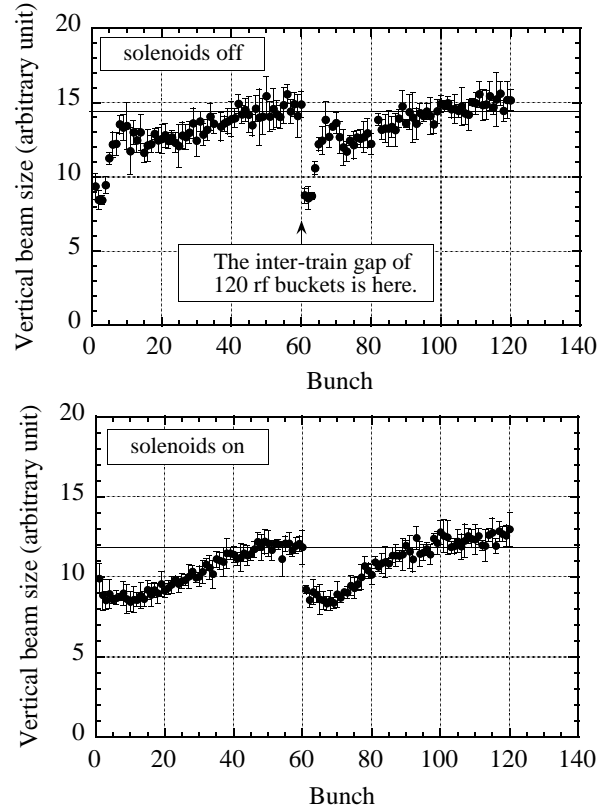 20
15
10
5
0
Vertical beam size (arbitrary unit)
solenoids off
The inter-train gap of
120 rf buckets is here.
0 20 40 60 80 100 120 140
Bunch
20
15
10
5
0
Vertical beam size (arbitrary unit)
solenoids on
0 20 40 60 80 100 120 140
Bunch